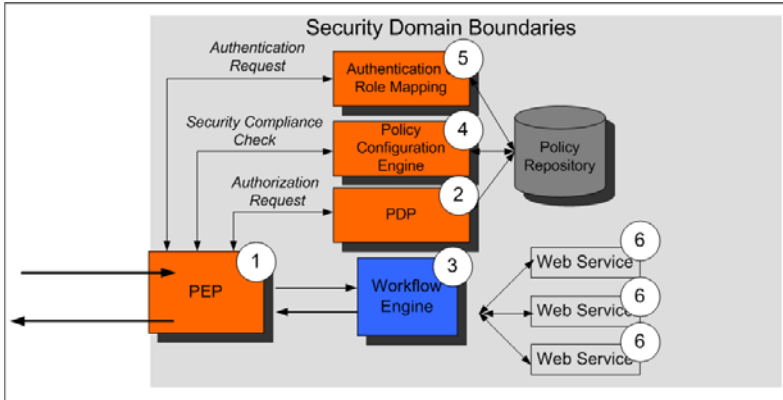 Security Domain Boundaries
Authentication
Request
5
Authentication
Role Mapping
Security Compliance
Check
4
Policy
Configuration
Engine
Policy
Repository
Authorization
Request
2
PDP
1
PEP
3
Workflow
Engine
6
Web Service
6
Web Service
6
Web Service